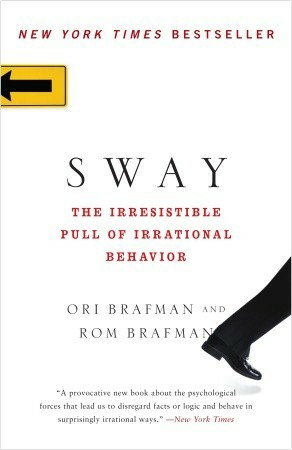 NEW YORK TIMES BESTSELLER
SWAY
THE IRRESISTIBLE
PULL OF IRRATIONAL
BEHAVIOR
ORI BRAFMAN AND
ROM BRAFMAN
“A provocative new book about the psychological
forces that lead us to disregard facts or logic and behave in
surprisingly irrational ways.” —New York Times